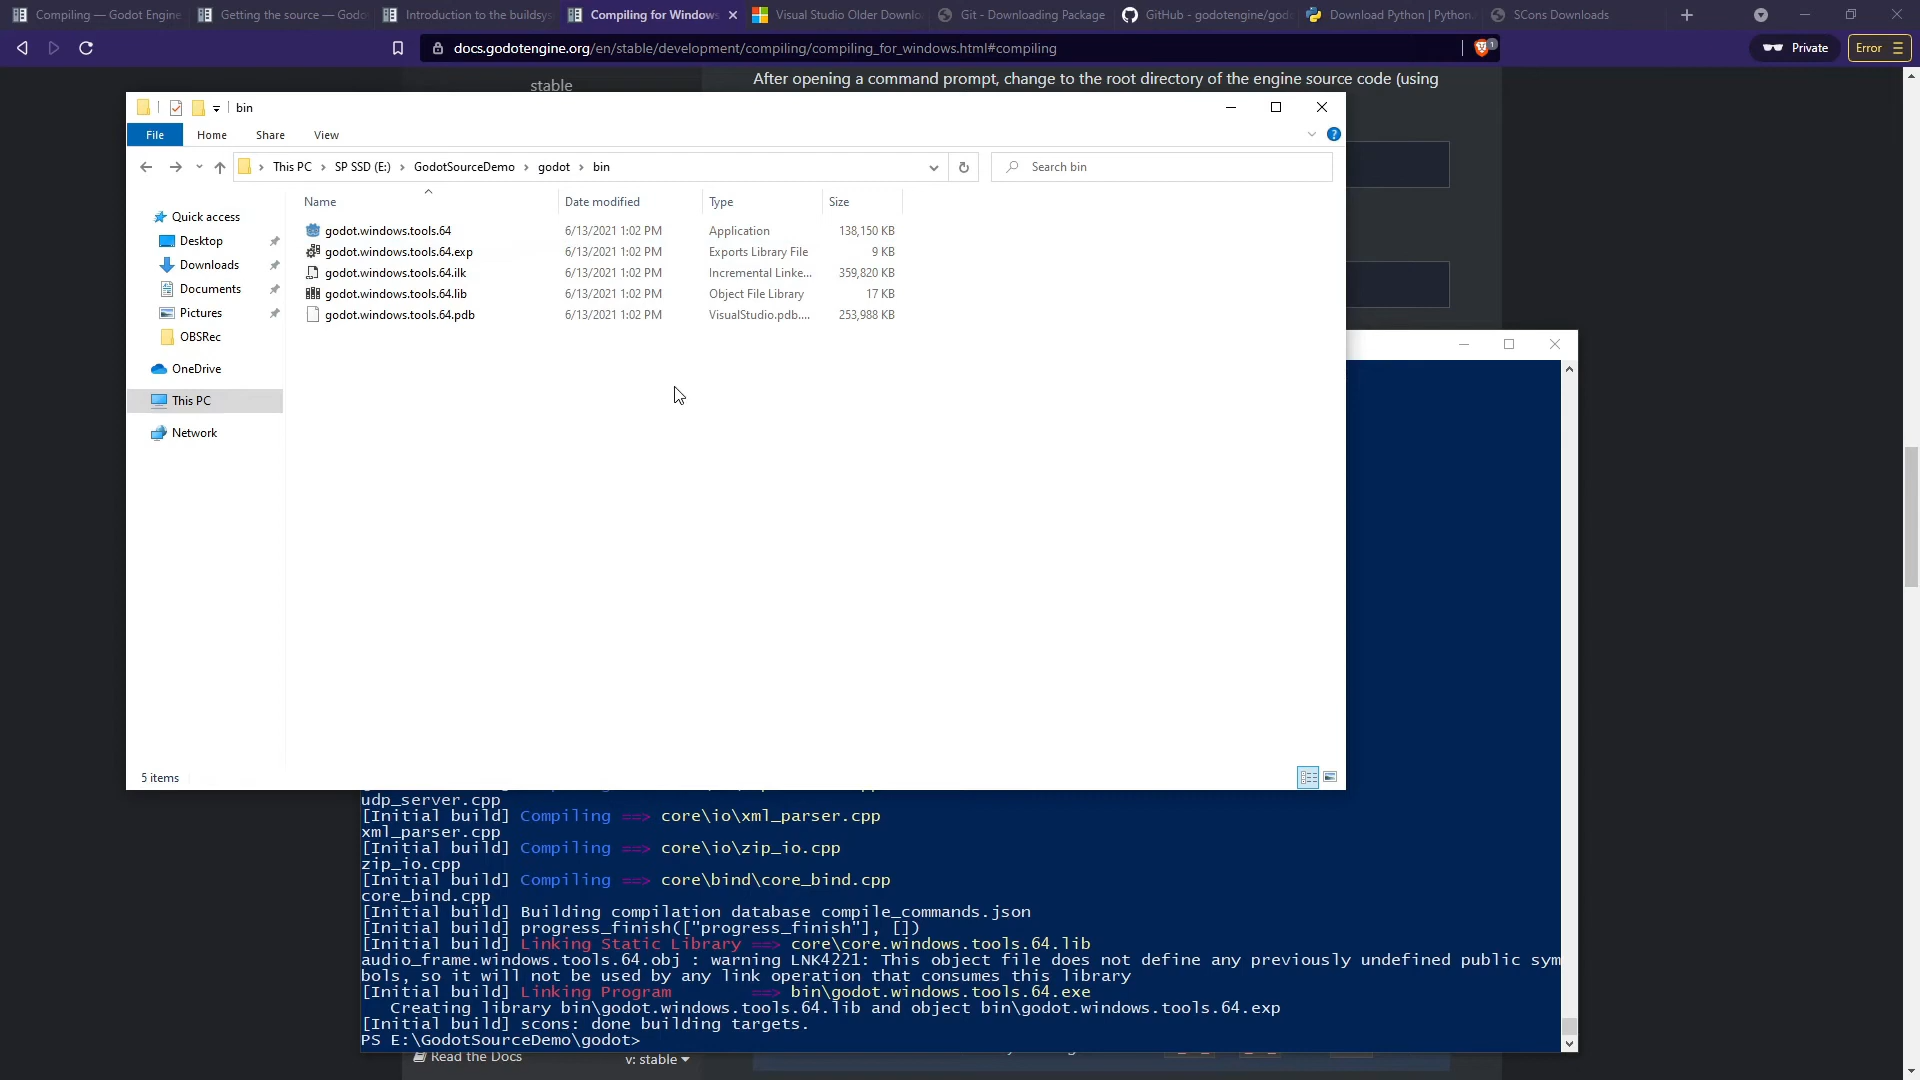 Compiling — Godot Engine
Getting the source — Godo
Introduction to the buildsys
Compiling for Windows
Visual Studio Older Downlo
Git - Downloading Package
GitHub - godotengine/god
Download Python | Python.
SCons Downloads
docs.godotengine.org/en/stable/development/compiling/compiling_for_windows.html#compiling
1
Private
Error
stable
After opening a command prompt, change to the root directory of the engine source code (using
bin
File
Home
Share
View
This PC
SP SSD (E:)
GodotSourceDemo
godot
bin
Search bin
Name
Date modified
Type
Size
Quick access
Desktop
Downloads
Documents
Pictures
OBSRec
OneDrive
This PC
Network
godot.windows.tools.64 6/13/2021 1:02 PM Application 138,150 KB
godot.windows.tools.64.exp 6/13/2021 1:02 PM Exports Library File 9 KB
godot.windows.tools.64.ilk 6/13/2021 1:02 PM Incremental Linke... 359,820 KB
godot.windows.tools.64.lib 6/13/2021 1:02 PM Object File Library 17 KB
godot.windows.tools.64.pdb 6/13/2021 1:02 PM VisualStudio.pdb.... 253,988 KB
5 items
udp_server.cpp
[Initial build] Compiling ==> core\io\xml_parser.cpp
xml_parser.cpp
[Initial build] Compiling ==> core\io\zip_io.cpp
zip_io.cpp
[Initial build] Compiling ==> core\bind\core_bind.cpp
core_bind.cpp
[Initial build] Building compilation database compile_commands.json
[Initial build] progress_finish(["progress_finish"], [])
[Initial build] Linking Static Library ==> core\core.windows.tools.64.lib
audio_frame.windows.tools.64.obj : warning LNK4221: This object file does not define any previously undefined public sym
bols, so it will not be used by any link operation that consumes this library
[Initial build] Linking Program ==> bin\godot.windows.tools.64.exe
Creating library bin\godot.windows.tools.64.lib and object bin\godot.windows.tools.64.exp
[Initial build] scons: done building targets.
PS E:\GodotSourceDemo\godot>
Read the Docs
v: stable